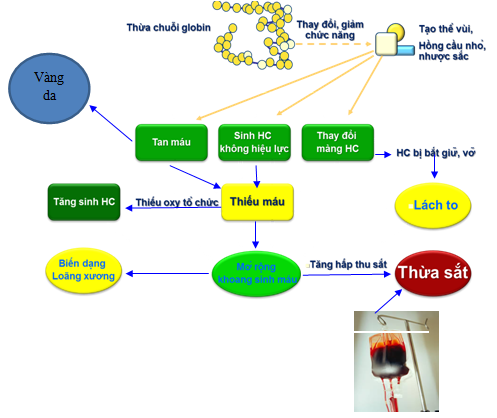 Thừa chuỗi globin
Thay đổi, giảm
chức năng
Tạo thể vùi,
Hồng cầu nhỏ,
nhược sắc
Vàng
da
Tan máu
Sinh HC
không hiệu lực
Thay đổi
màng HC
HC bị bắt giữ, vỡ
Tăng sinh HC
Thiếu oxy tổ chức
Thiếu máu
Lách to
Biến dạng
Loãng xương
Mở rộng
khoang sinh máu
Tăng hấp thu sắt
Thừa sắt